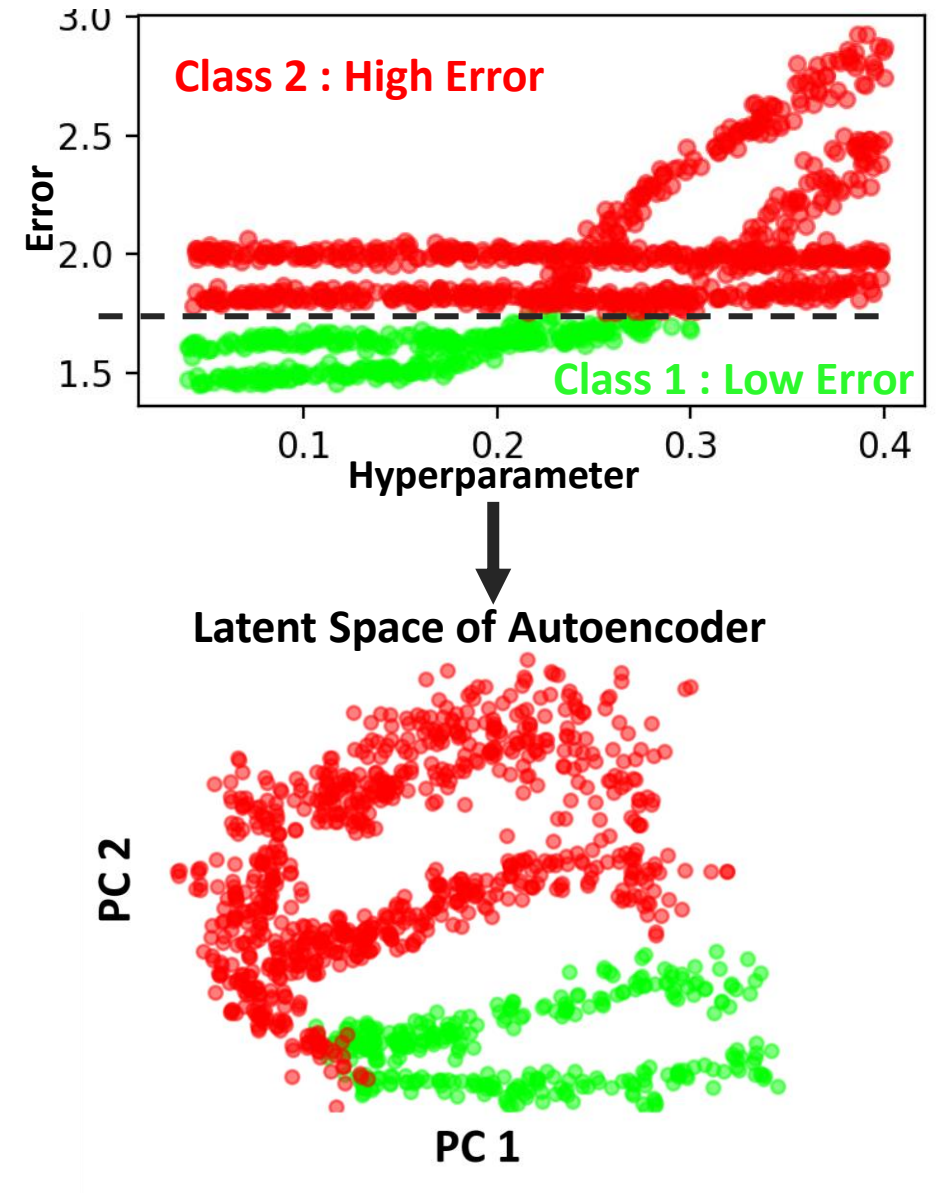 3.0
Class 2 : High Error
2.5
Error
2.0
1.5
Class 1 : Low Error
0.1 0.2 0.3 0.4
Hyperparameter
Latent Space of Autoencoder
PC 2
PC 1